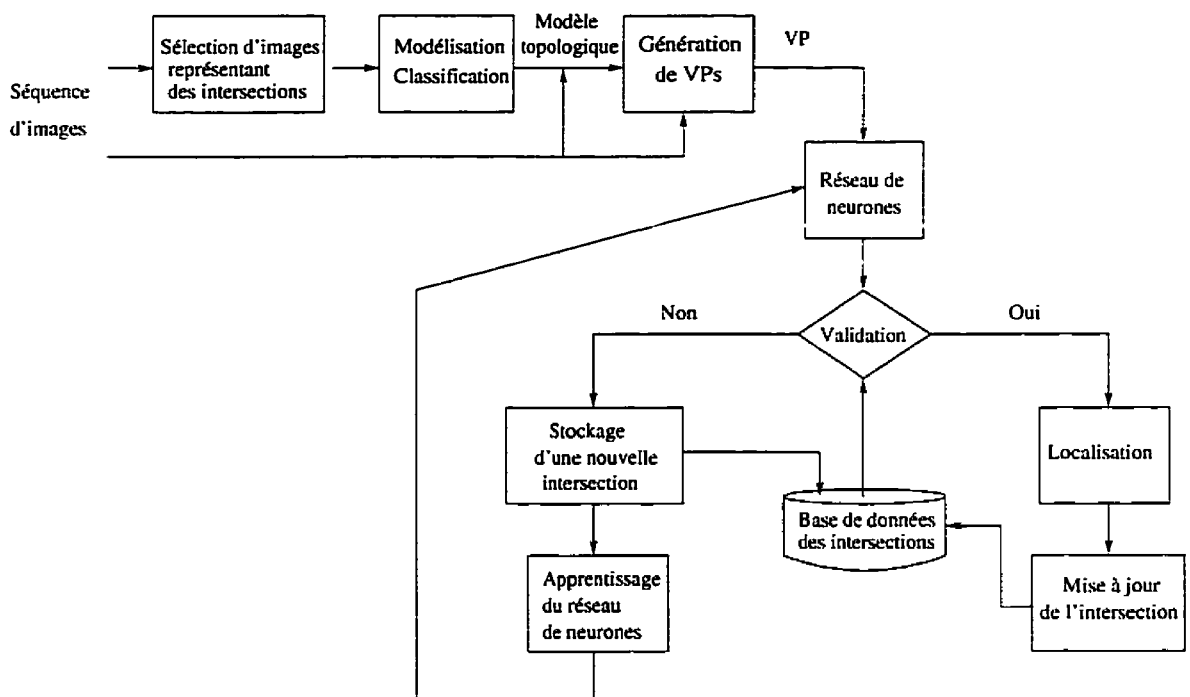 Séquence
d'images
Sélection d'images
représentant
des intersections
Modélisation
Classification
Modèle
topologique
Génération
de VPs
VP
Réseau de
neurones
Validation
Non
Oui
Stockage
d'une nouvelle
intersection
Localisation
Base de données
des intersections
Apprentissage
du réseau
de neurones
Mise à jour
de l'intersection